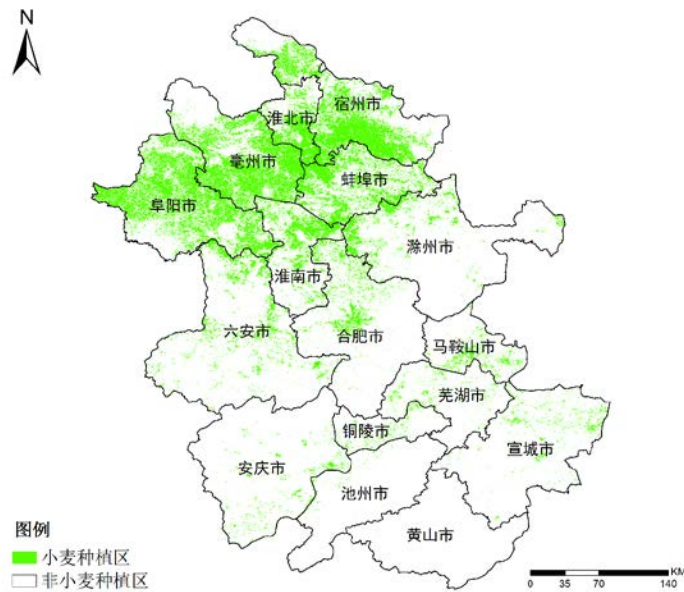 N
宿州市
淮北市
亳州市
蚌埠市
阜阳市
滁州市
淮南市
六安市
合肥市
马鞍山市
芜湖市
铜陵市
宣城市
安庆市
池州市
黄山市
图例
小麦种植区
非小麦种植区
KM
0 35 70 140